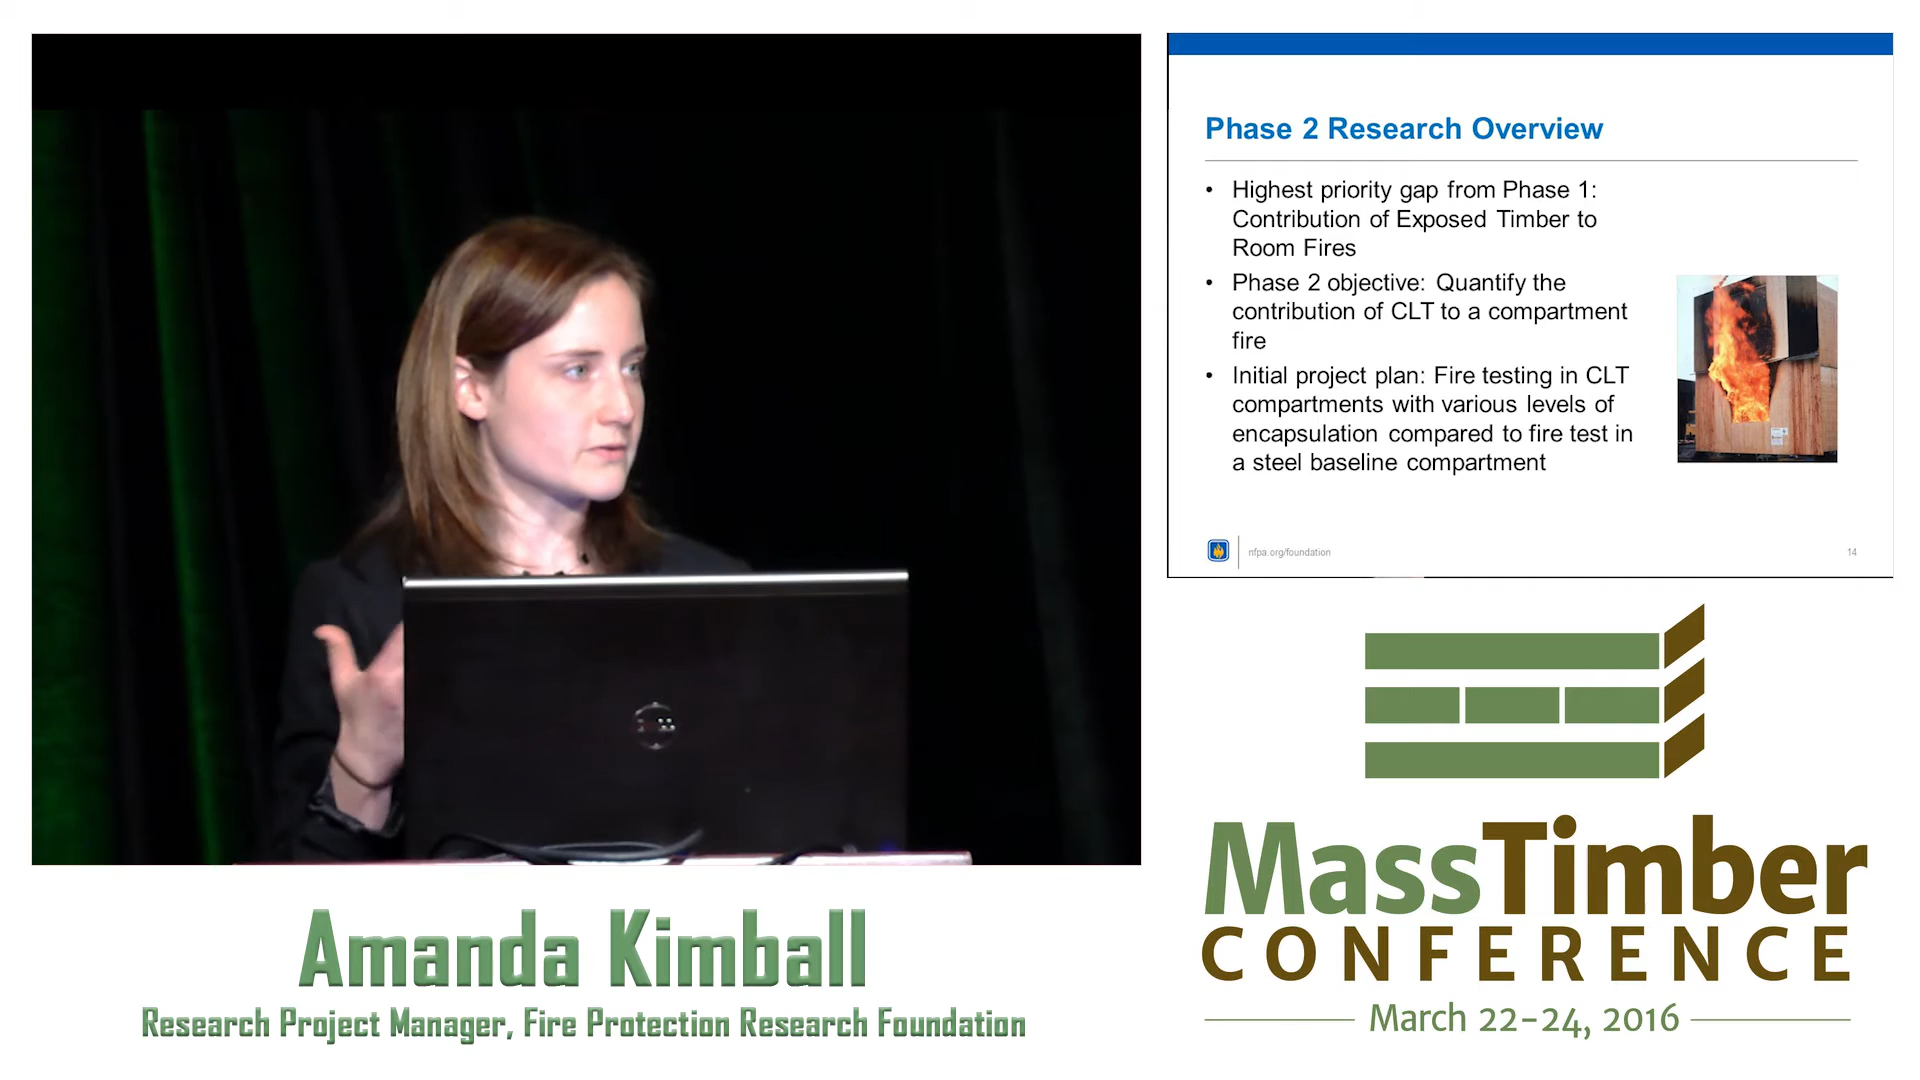 Phase 2 Research Overview
• Highest priority gap from Phase 1:
Contribution of Exposed Timber to
Room Fires
• Phase 2 objective: Quantify the
contribution of CLT to a compartment
fire
• Initial project plan: Fire testing in CLT
compartments with various levels of
encapsulation compared to fire test in
a steel baseline compartment
nfpa.org/foundation
14
Amanda Kimball
Research Project Manager, Fire Protection Research Foundation
MassTimber
CONFERENCE
March 22-24, 2016